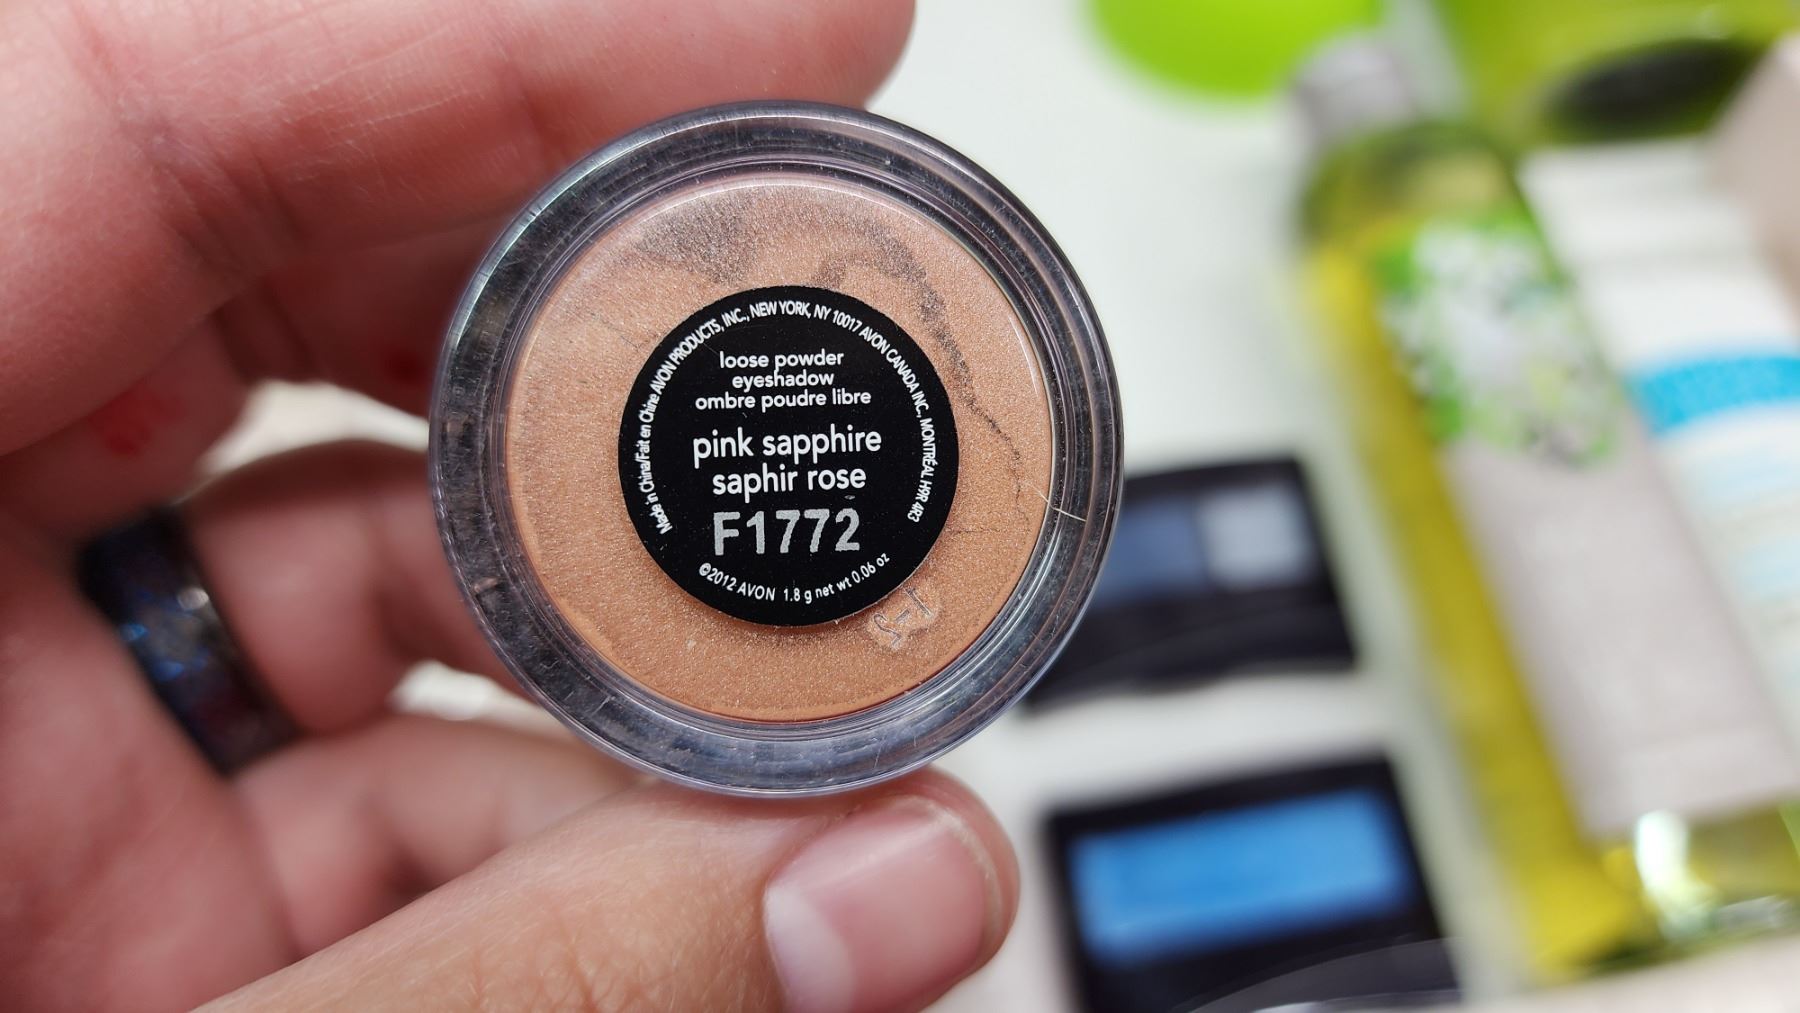 Made in China/Fait en Chine AVON PRODUCTS, INC., NEW YORK, NY 10017 AVON CANADA INC., MONTRÉAL H9R 4R3
loose powder
eyeshadow
ombre poudre libre
pink sapphire
saphir rose
F1772
©2012 AVON 1.8 g net wt 0.06 oz
1-2